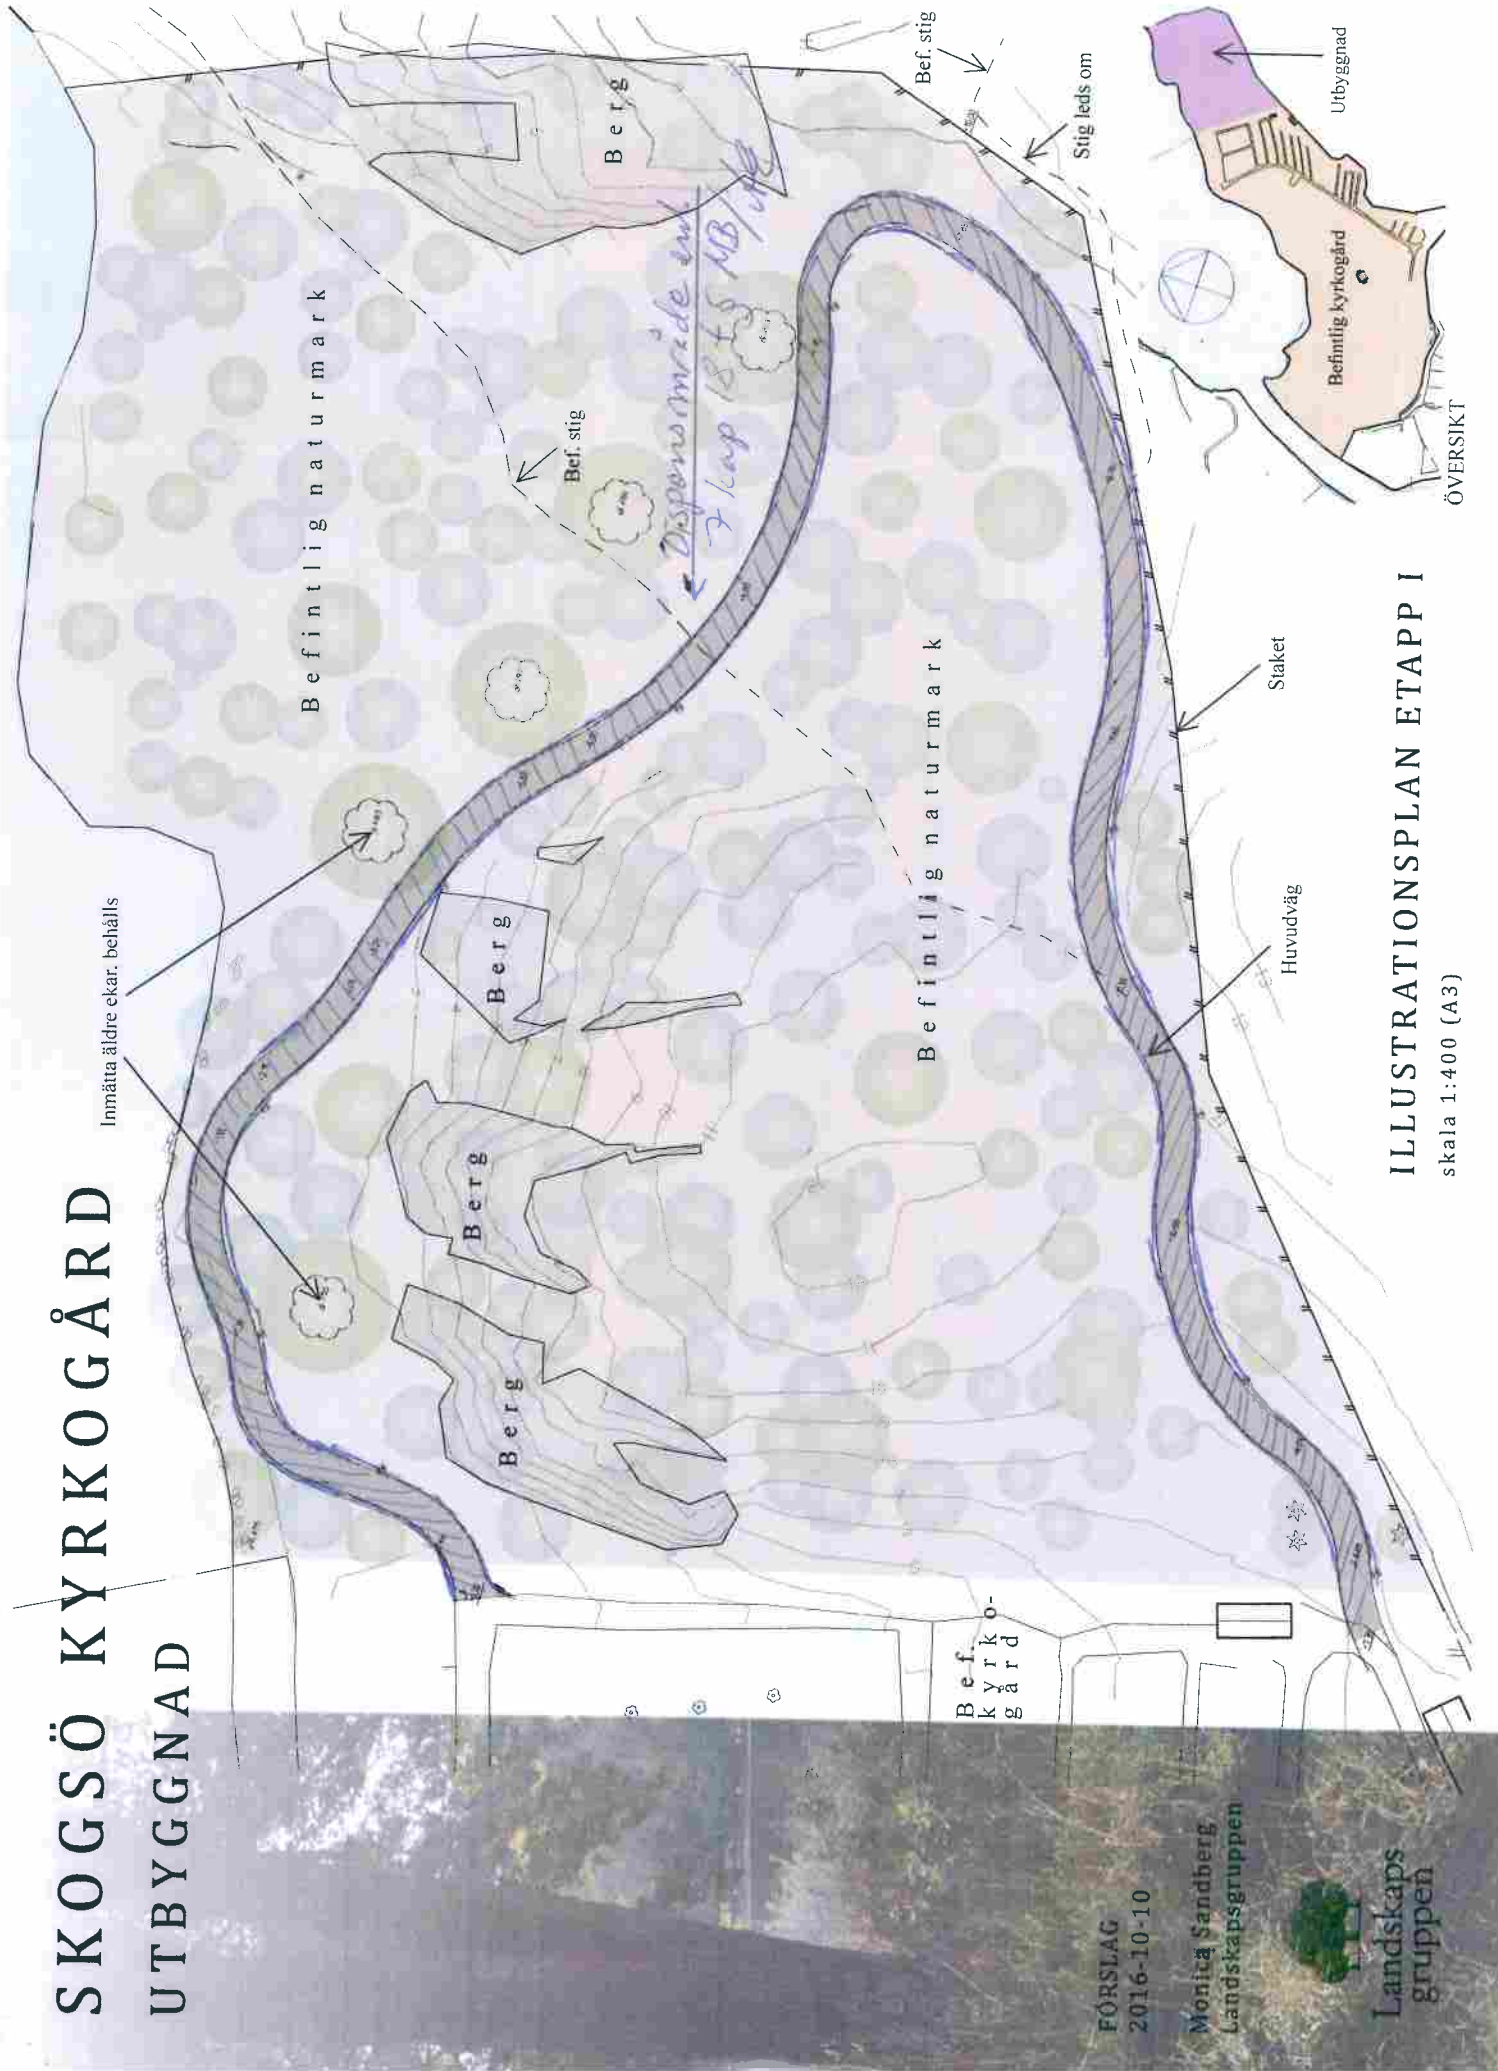 SKOGSÖ KYRKOGÅRD
UTBYGGNAD
Inmätta äldre ekar. behålls
Befintlig naturmark
Berg
Bef. stig
Dispensområde enl.
7 kap 18 f § MB
Berg
Berg
Berg
Befintlig naturmark
Bef. stig
Stig leds om
Bef.
kyrko-
gård
Huvudväg
Staket
Utbyggnad
Befintlig kyrkogård
ÖVERSIKT
ILLUSTRATIONSPLAN ETAPP I
skala 1:400 (A3)
FÖRSLAG
2016-10-10
Monica Sandberg
Landskapsgruppen
Landskaps
gruppen